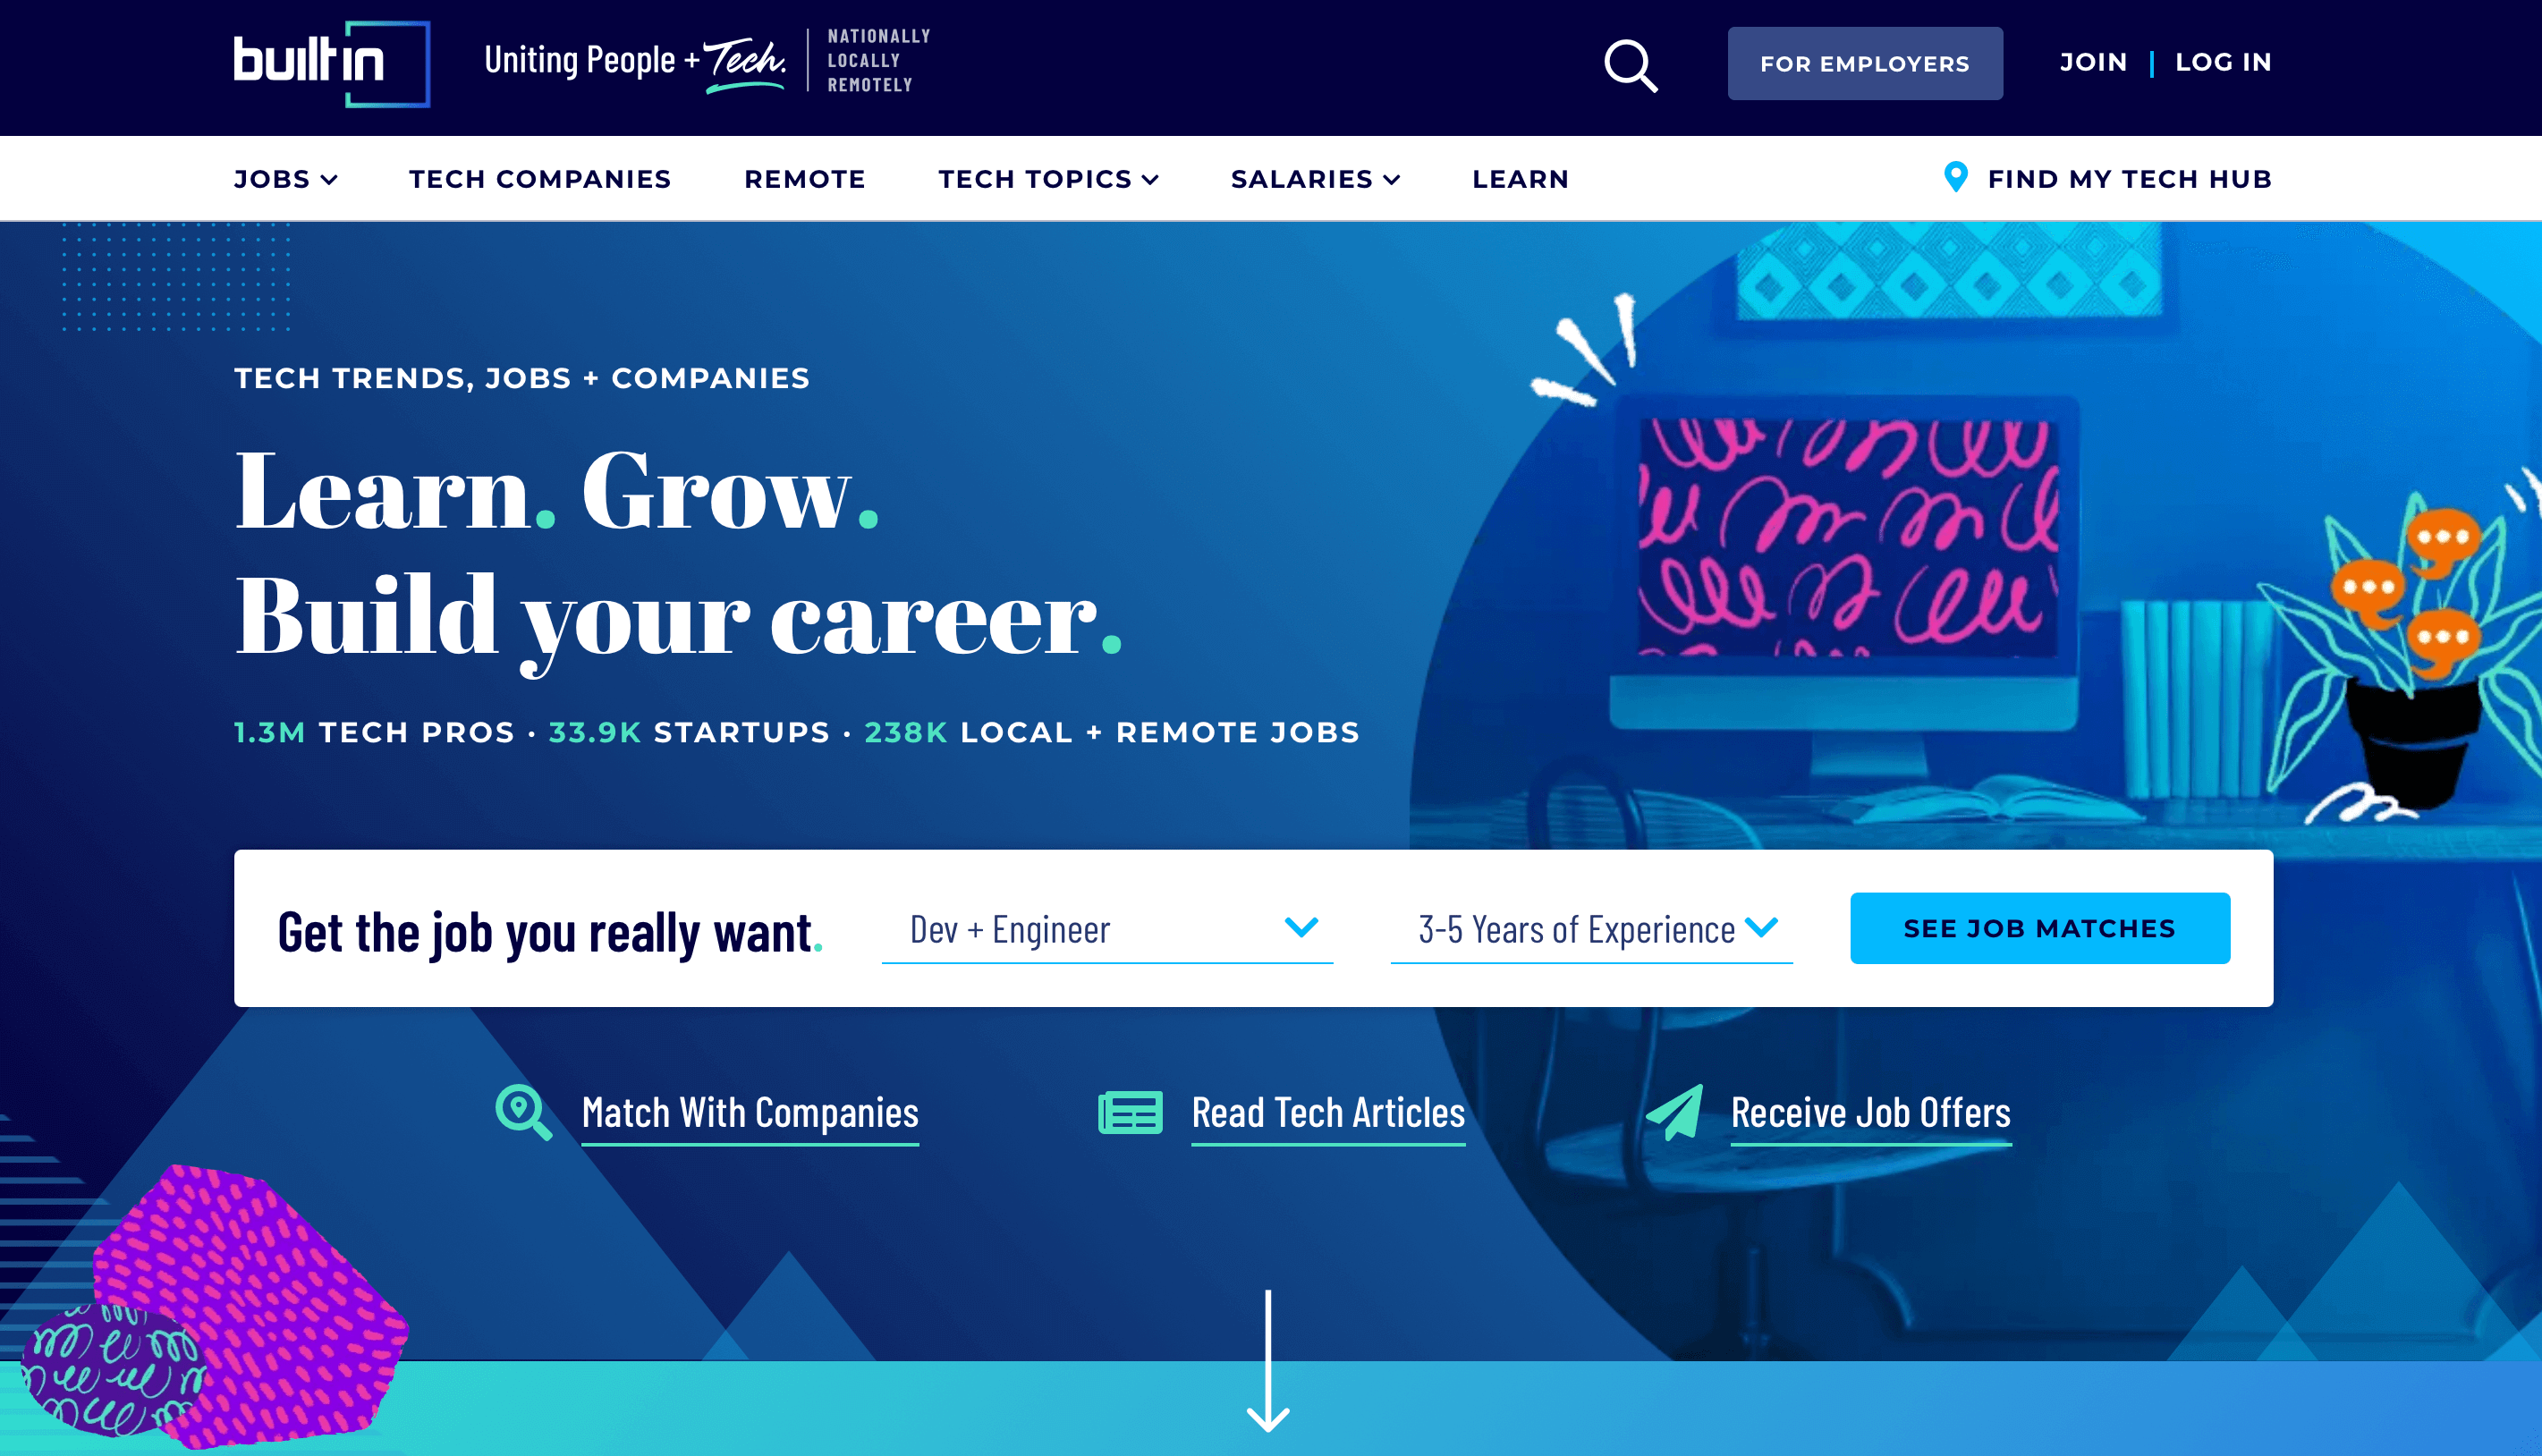 builtin
Uniting People + Tech.
NATIONALLY
LOCALLY
REMOTELY
FOR EMPLOYERS
JOIN | LOG IN
JOBS
TECH COMPANIES
REMOTE
TECH TOPICS
SALARIES
LEARN
FIND MY TECH HUB
TECH TRENDS, JOBS + COMPANIES
Learn. Grow.
Build your career.
1.3M TECH PROS · 33.9K STARTUPS · 238K LOCAL + REMOTE JOBS
Get the job you really want.
Dev + Engineer
3-5 Years of Experience
SEE JOB MATCHES
Match With Companies
Read Tech Articles
Receive Job Offers